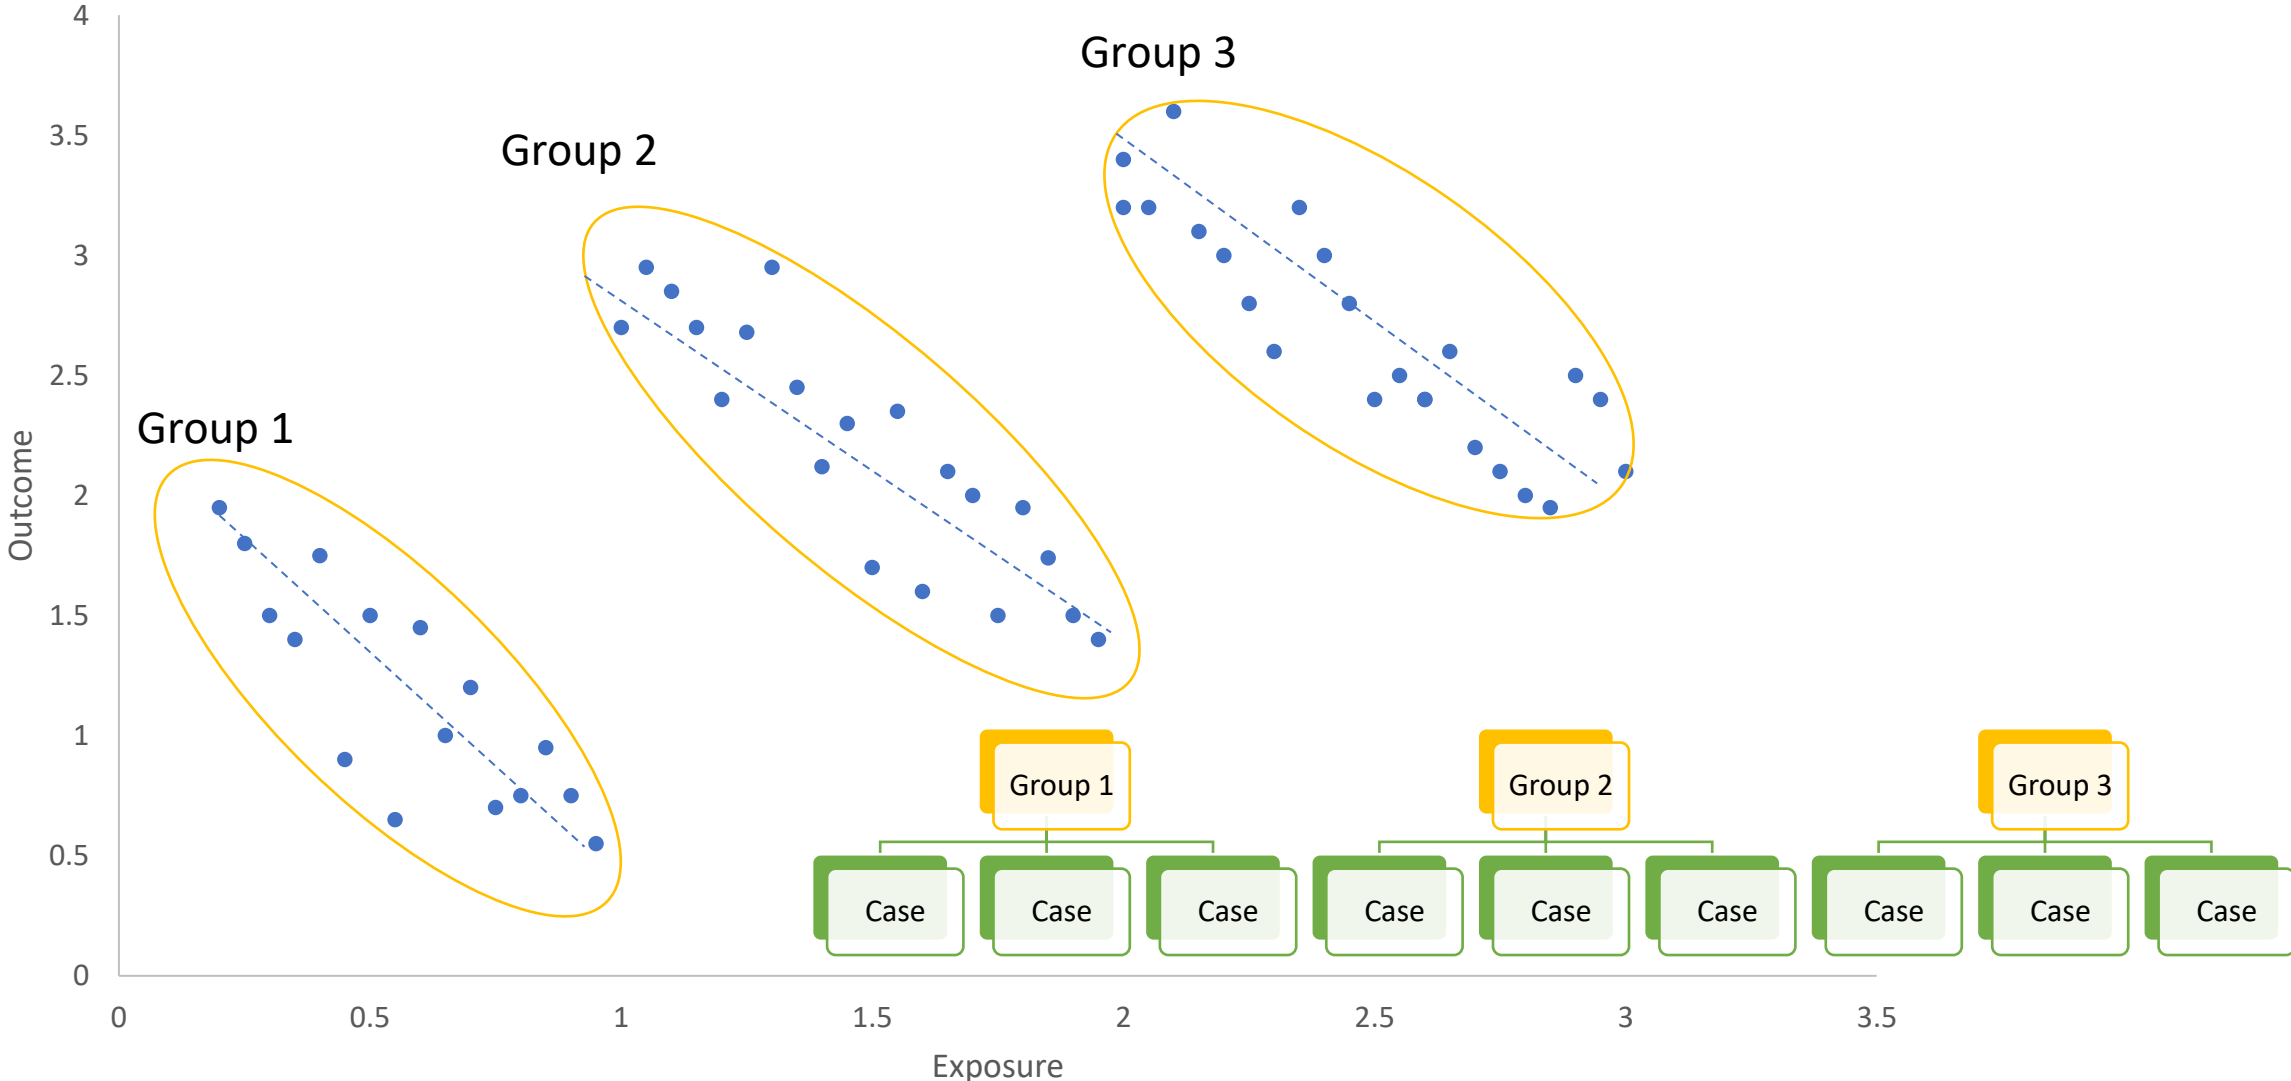 4
Group 3
3.5
Group 2
3
2.5
Group 1
Outcome
2
1.5
1
Group 1 Group 2 Group 3
0.5
Case Case Case Case Case Case Case Case Case
0
0 0.5 1 1.5 2 2.5 3 3.5
Exposure